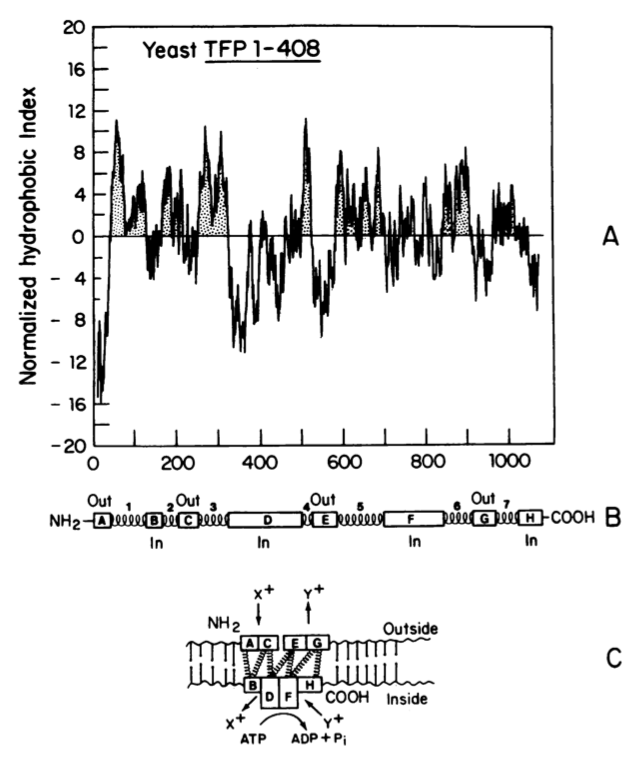 20
Yeast TFP 1-408
16
12
8
4
0
- 4
- 8
- 12
- 16
-20
Normalized hydrophobic Index
A
0 200 400 600 800 1000
Out Out Out Out
1 2 3 4 5 6 7
NH2 A B C D E F G H COOH B
In In In In
X+ Y+
NH2 Outside
A C E G
C
B D F H COOH Inside
X+ Y+
ATP ADP + Pi